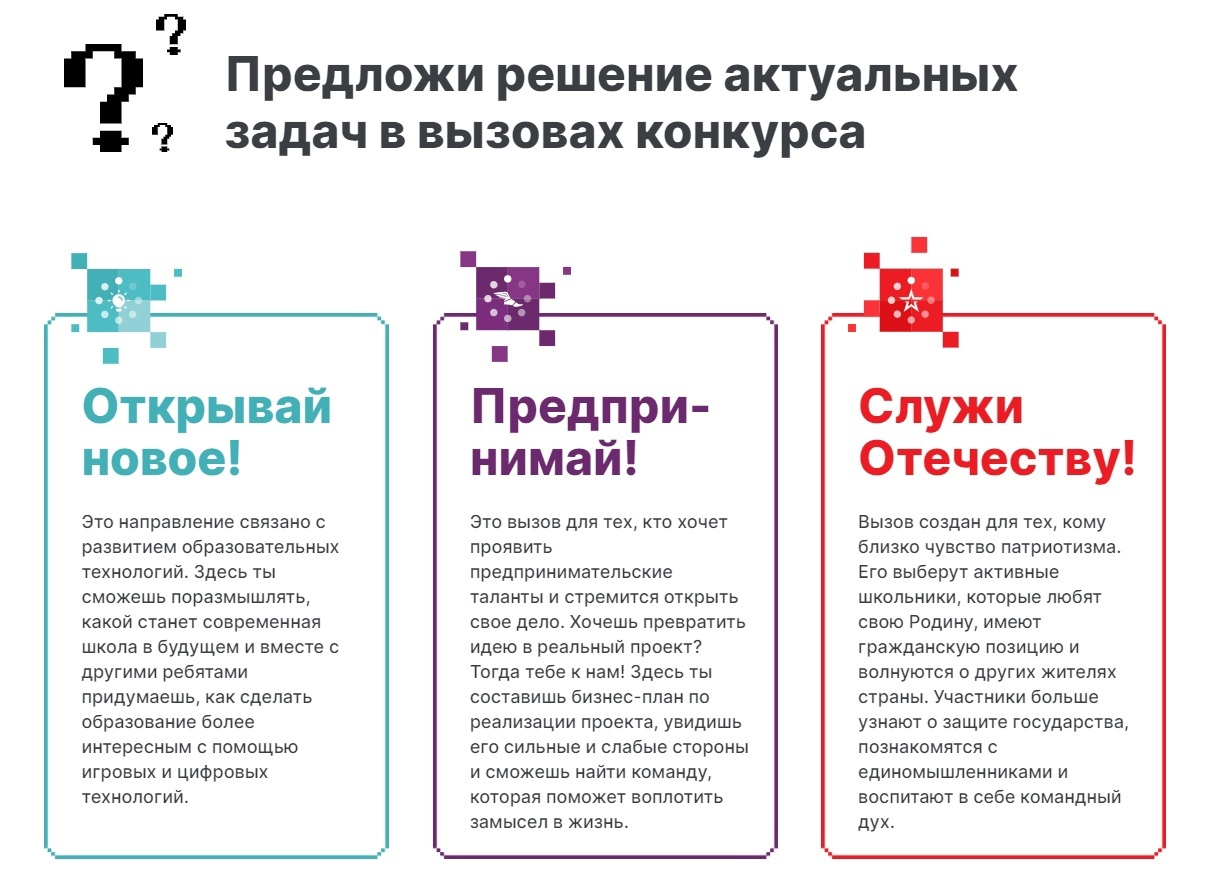 Предложи решение актуальных
задач в вызовах конкурса
Открывай
новое!
Это направление связано с
развитием образовательных
технологий. Здесь ты
сможешь поразмышлять,
какой станет современная
школа в будущем и вместе с
другими ребятами
придумаешь, как сделать
образование более
интересным с помощью
игровых и цифровых
технологий.
Предпри-
нимай!
Это вызов для тех, кто хочет
проявить
предпринимательские
таланты и стремится открыть
свое дело. Хочешь превратить
идею в реальный проект?
Тогда тебе к нам! Здесь ты
составишь бизнес-план по
реализации проекта, увидишь
его сильные и слабые стороны
и сможешь найти команду,
которая поможет воплотить
замысел в жизнь.
Служи
Отечеству!
Вызов создан для тех, кому
близко чувство патриотизма.
Его выберут активные
школьники, которые любят
свою Родину, имеют
гражданскую позицию и
волнуются о других жителях
страны. Участники больше
узнают о защите государства,
познакомятся с
единомышленниками и
воспитают в себе командный
дух.